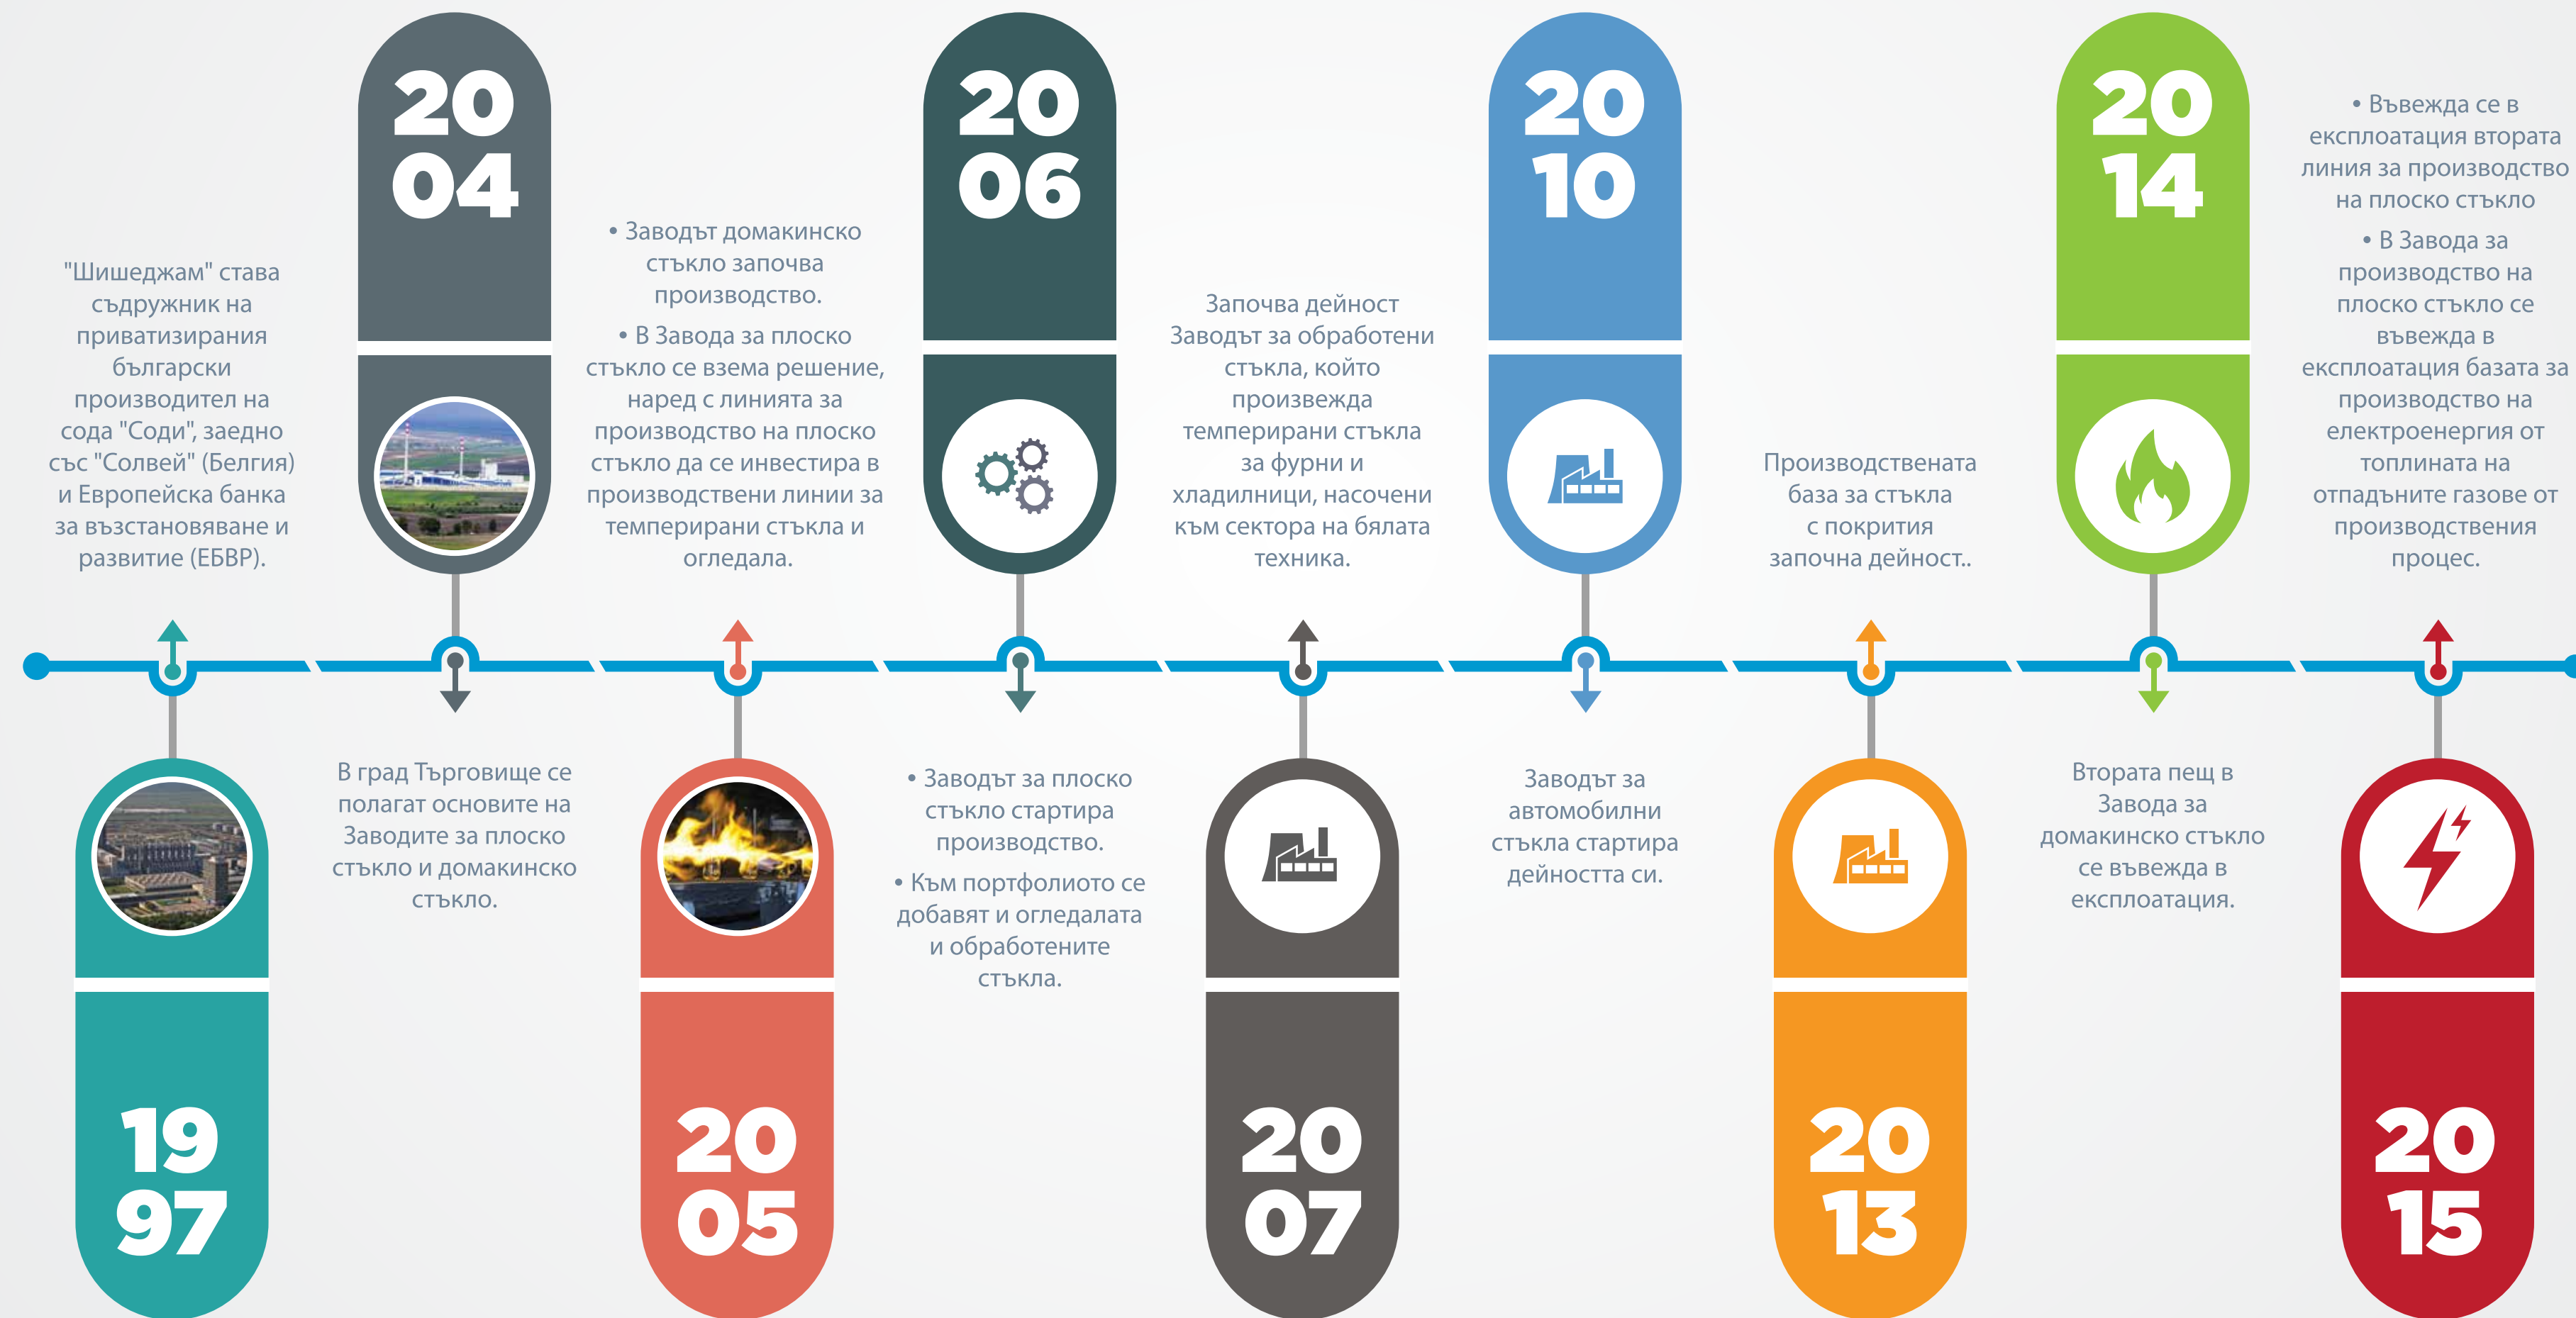 "Шишеджам" става
съдружник на
приватизирания
български
производител на
сода "Соди", заедно
със "Солвей" (Белгия)
и Европейска банка
за възстановяване и
развитие (ЕБВР).
19
97
20
04
В град Търговище се
полагат основите на
Заводите за плоско
стъкло и домакинско
стъкло.
• Заводът домакинско
стъкло започва
производство.
• В Завода за плоско
стъкло се взема решение,
наред с линията за
производство на плоско
стъкло да се инвестира в
производствени линии за
темперирани стъкла и
огледала.
20
05
20
06
• Заводът за плоско
стъкло стартира
производство.
• Към портфолиото се
добавят и огледалата
и обработените
стъкла.
Започва дейност
Заводът за обработени
стъкла, който
произвежда
темперирани стъкла
за фурни и
хладилници, насочени
към сектора на бялата
техника.
20
07
20
10
Заводът за
автомобилни
стъкла стартира
дейността си.
Производствената
база за стъкла
с покрития
започна дейност..
20
13
20
14
Втората пещ в
Завода за
домакинско стъкло
се въвежда в
експлоатация.
• Въвежда се в
експлоатация втората
линия за производство
на плоско стъкло
• В Завода за
производство на
плоско стъкло се
въвежда в
експлоатация базата за
производство на
електроенергия от
топлината на
отпадъните газове от
производствения
процес.
20
15